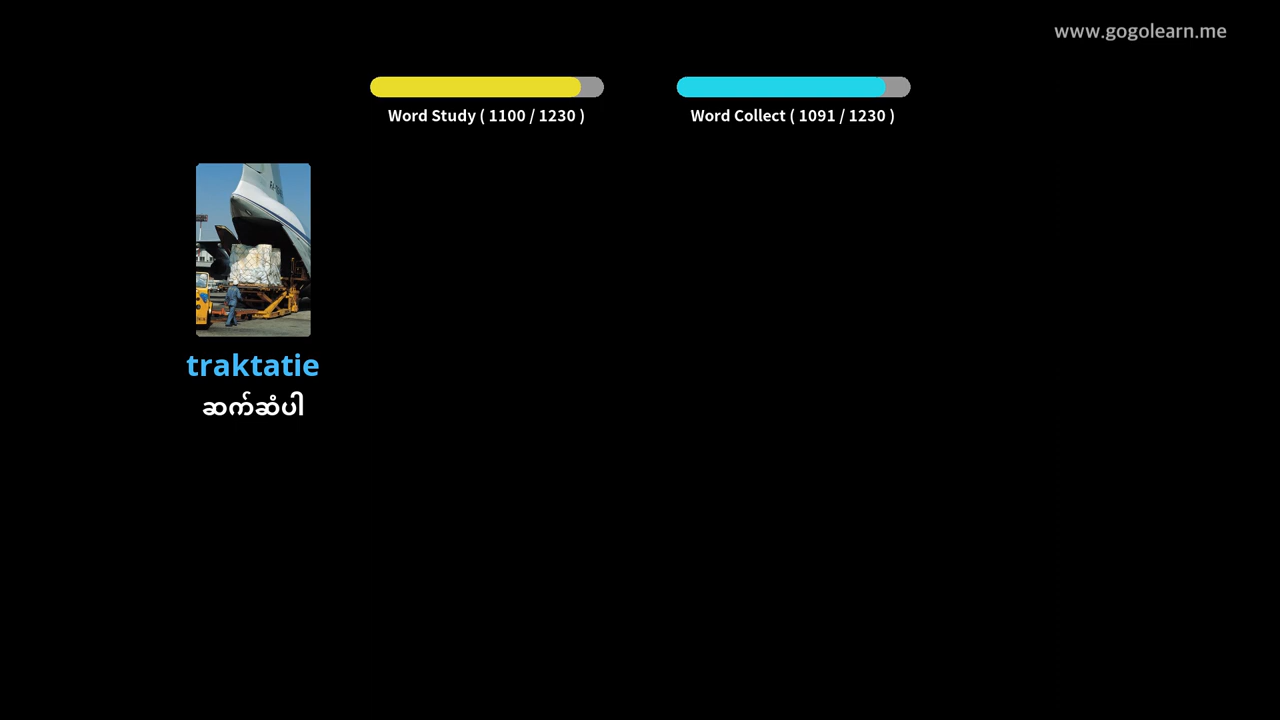 www.gogolearn.me
Word Study ( 1100 / 1230 )
Word Collect ( 1091 / 1230 )
traktatie
ဆက်ဆံပါ